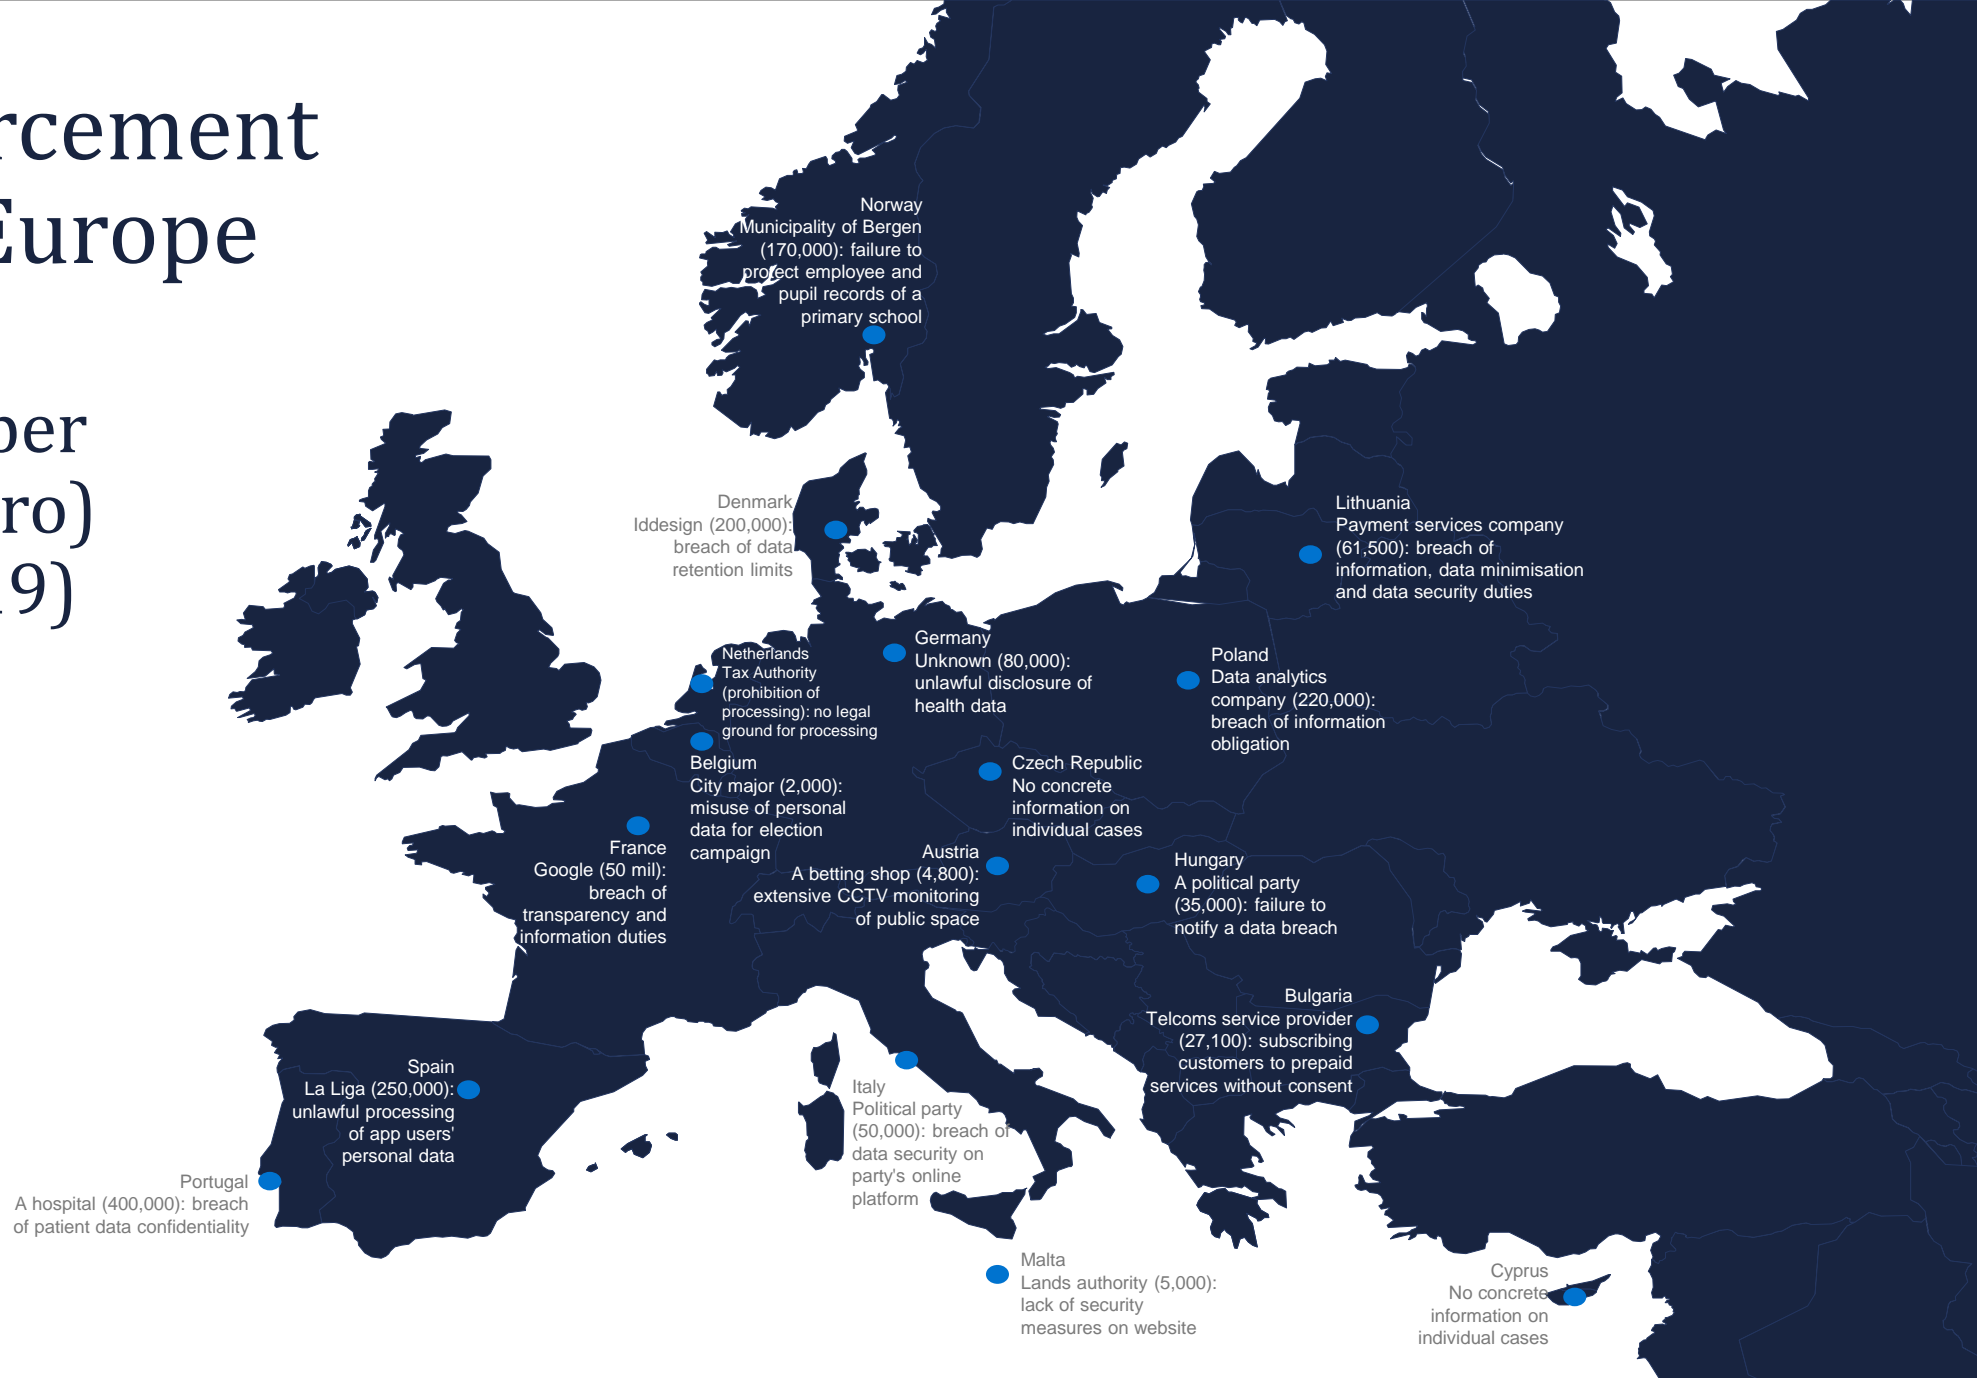 rcement
Europe
per
ro)
19)
Norway
Municipality of Bergen
(170,000): failure to
protect employee and
pupil records of a
primary school
Denmark
Iddesign (200,000):
breach of data
retention limits
Lithuania
Payment services company
(61,500): breach of
information, data minimisation
and data security duties
Germany
Unknown (80,000):
unlawful disclosure of
health data
Netherlands
Tax Authority
(prohibition of
processing): no legal
ground for processing
Poland
Data analytics
company (220,000):
breach of information
obligation
Belgium
City major (2,000):
misuse of personal
data for election
campaign
Czech Republic
No concrete
information on
individual cases
France
Google (50 mil):
breach of
transparency and
information duties
Austria
A betting shop (4,800):
extensive CCTV monitoring
of public space
Hungary
A political party
(35,000): failure to
notify a data breach
Bulgaria
Telcoms service provider
(27,100): subscribing
customers to prepaid
services without consent
Spain
La Liga (250,000):
unlawful processing
of app users'
personal data
Italy
Political party
(50,000): breach of
data security on
party's online
platform
Portugal
A hospital (400,000): breach
of patient data confidentiality
Malta
Lands authority (5,000):
lack of security
measures on website
Cyprus
No concrete
information on
individual cases